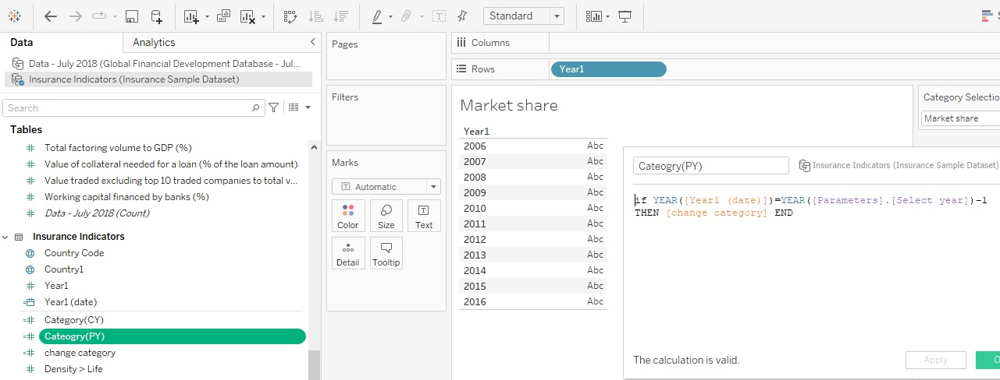 Standard
Data
Analytics
Data - July 2018 (Global Financial Development Database - Jul...
Insurance Indicators (Insurance Sample Dataset)
Search
Tables
Total factoring volume to GDP (%)
Value of collateral needed for a loan (% of the loan amount)
Value traded excluding top 10 traded companies to total v...
Working capital financed by banks (%)
Data - July 2018 (Count)
Insurance Indicators
Country Code
Country1
Year1
Year1 (date)
Category(CY)
Cateogry(PY)
change category
Density > Life
Pages
Filters
Marks
Automatic
Color
Size
Text
Detail
Tooltip
Columns
Rows
Year1
Market share
Year1
2006 Abc
2007 Abc
2008 Abc
2009 Abc
2010 Abc
2011 Abc
2012 Abc
2013 Abc
2014 Abc
2015 Abc
2016 Abc
Category Selectio
Market share
Cateogry(PY)
Insurance Indicators (Insurance Sample Dataset)
if YEAR([Year1 (date)])=YEAR([Parameters].[Select year])-1
THEN [change category] END
The calculation is valid.
Apply